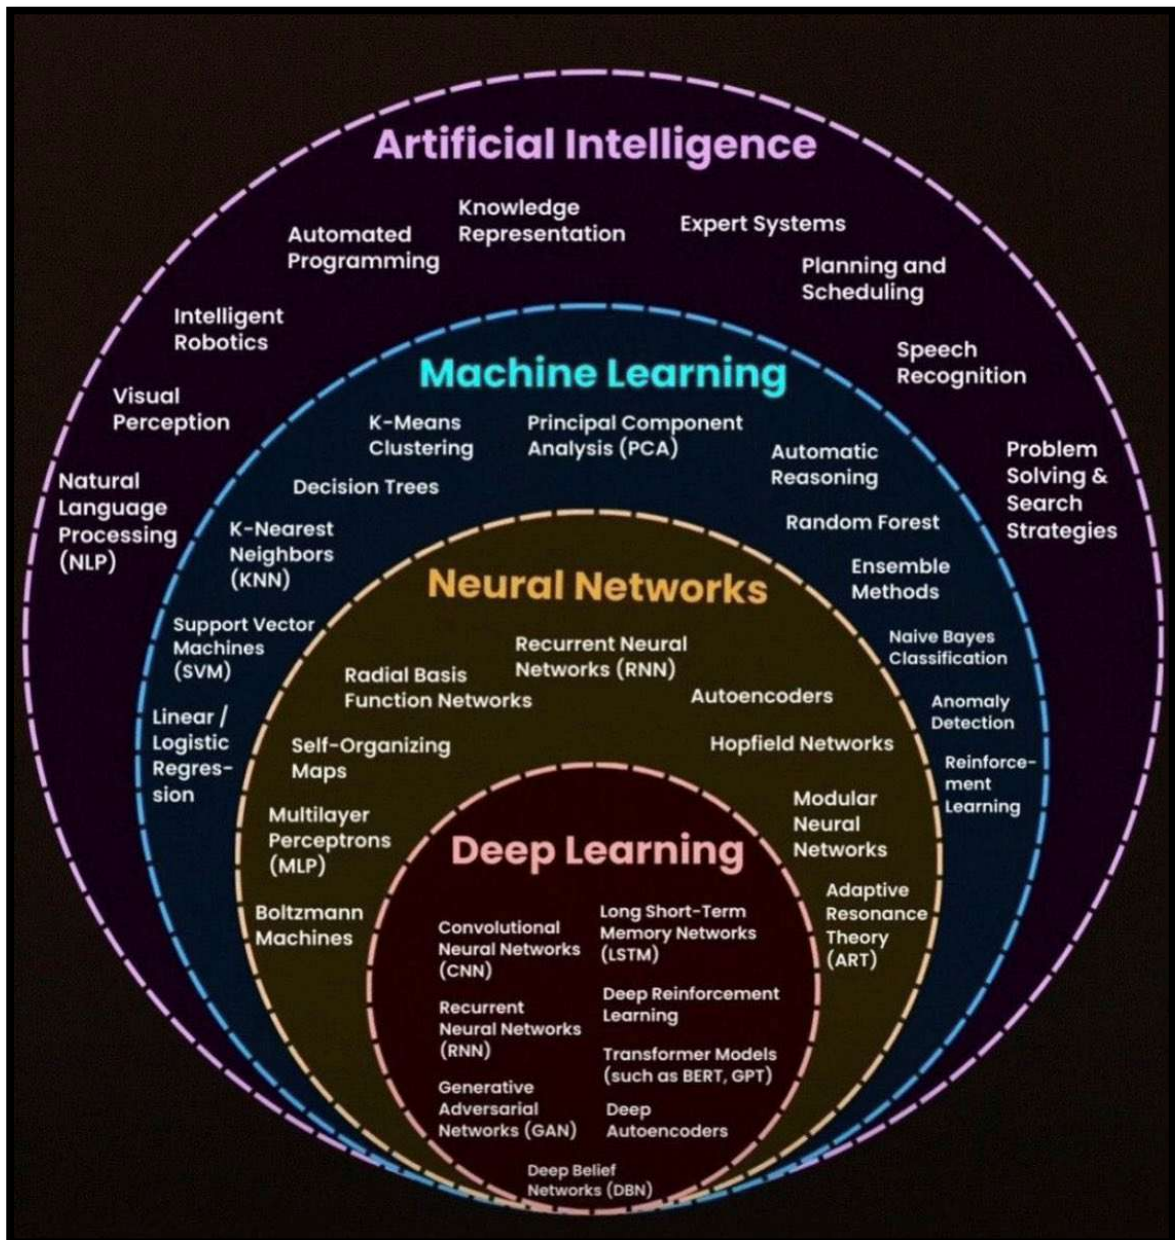 Artificial Intelligence
Knowledge
Representation
Expert Systems
Automated
Programming
Planning and
Scheduling
Intelligent
Robotics
Speech
Recognition
Visual
Perception
Natural
Language
Processing
(NLP)
Problem
Solving &
Search
Strategies
Machine Learning
K-Means
Clustering
Principal Component
Analysis (PCA)
Automatic
Reasoning
Decision Trees
Random Forest
K-Nearest
Neighbors
(KNN)
Ensemble
Methods
Support Vector
Machines
(SVM)
Naive Bayes
Classification
Linear /
Logistic
Regres-
sion
Anomaly
Detection
Reinforce-
ment
Learning
Neural Networks
Recurrent Neural
Networks (RNN)
Radial Basis
Function Networks
Autoencoders
Self-Organizing
Maps
Hopfield Networks
Multilayer
Perceptrons
(MLP)
Modular
Neural
Networks
Boltzmann
Machines
Adaptive
Resonance
Theory
(ART)
Deep Learning
Convolutional
Neural Networks
(CNN)
Long Short-Term
Memory Networks
(LSTM)
Recurrent
Neural Networks
(RNN)
Deep Reinforcement
Learning
Generative
Adversarial
Networks (GAN)
Transformer Models
(such as BERT, GPT)
Deep
Autoencoders
Deep Belief
Networks (DBN)